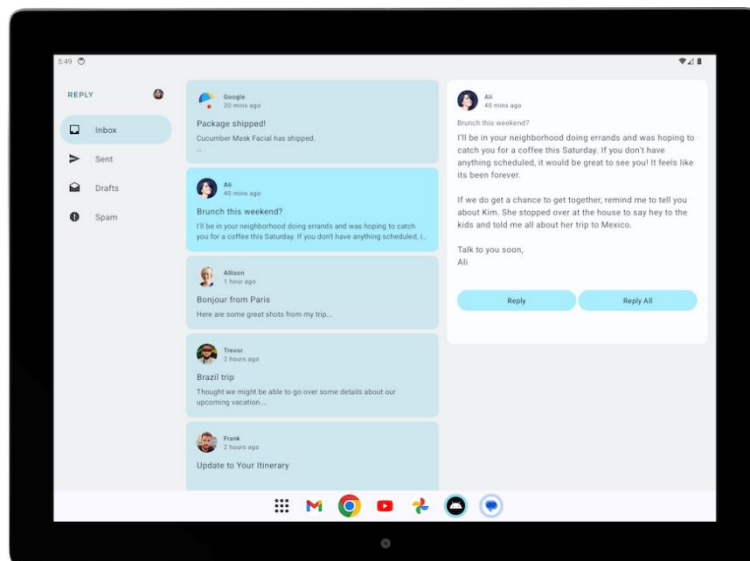 5:49
REPLY
Inbox
Sent
Drafts
Spam
Google
20 mins ago
Package shipped!
Cucumber Mask Facial has shipped.
..
Ali
40 mins ago
Brunch this weekend?
I'll be in your neighborhood doing errands and was hoping to catch
you for a coffee this Saturday. If you don't have anything scheduled, i..
Allison
1 hour ago
Bonjour from Paris
Here are some great shots from my trip...
Trevor
2 hours ago
Brazil trip
Thought we might be able to go over some details about our
upcoming vacation...
Frank
2 hours ago
Update to Your Itinerary
Ali
40 mins ago
Brunch this weekend?
I'll be in your neighborhood doing errands and was hoping to
catch you for a coffee this Saturday. If you don't have
anything scheduled, it would be great to see you! It feels like
its been forever.
If we do get a chance to get together, remind me to tell you
about Kim. She stopped over at the house to say hey to the
kids and told me all about her trip to Mexico.
Talk to you soon,
Ali
Reply
Reply All